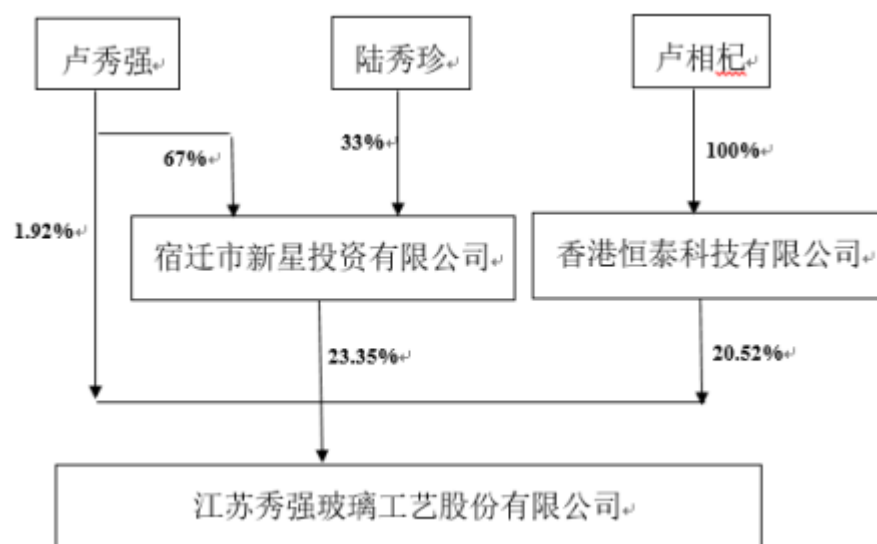 卢秀强
陆秀珍
卢相杞
67%
33%
100%
1.92%
宿迁市新星投资有限公司
香港恒泰科技有限公司
23.35%
20.52%
江苏秀强玻璃工艺股份有限公司